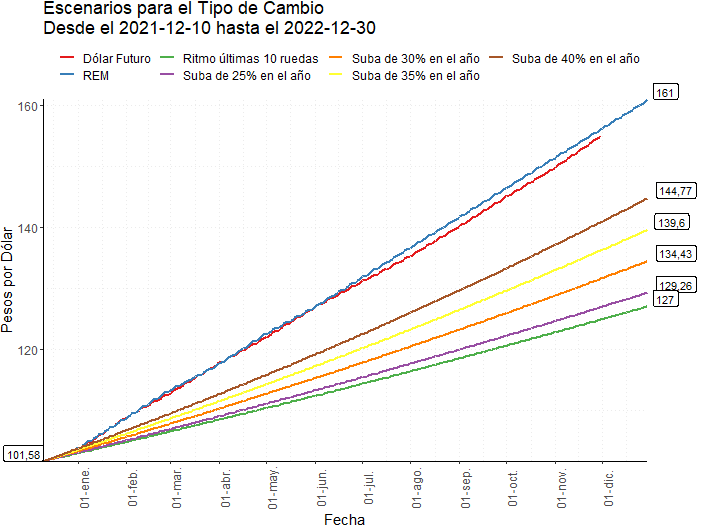 Escenarios para el Tipo de Cambio
Desde el 2021-12-10 hasta el 2022-12-30
Dólar Futuro
Ritmo últimas 10 ruedas
Suba de 30% en el año
Suba de 40% en el año
REM
Suba de 25% en el año
Suba de 35% en el año
Pesos por Dólar
160
140
120
101,58
161
144,77
139,6
134,43
129,26
127
01-ene.
01-feb.
01-mar.
01-abr.
01-may.
01-jun.
01-jul.
01-ago.
01-sep.
01-oct.
01-nov.
01-dic.
Fecha